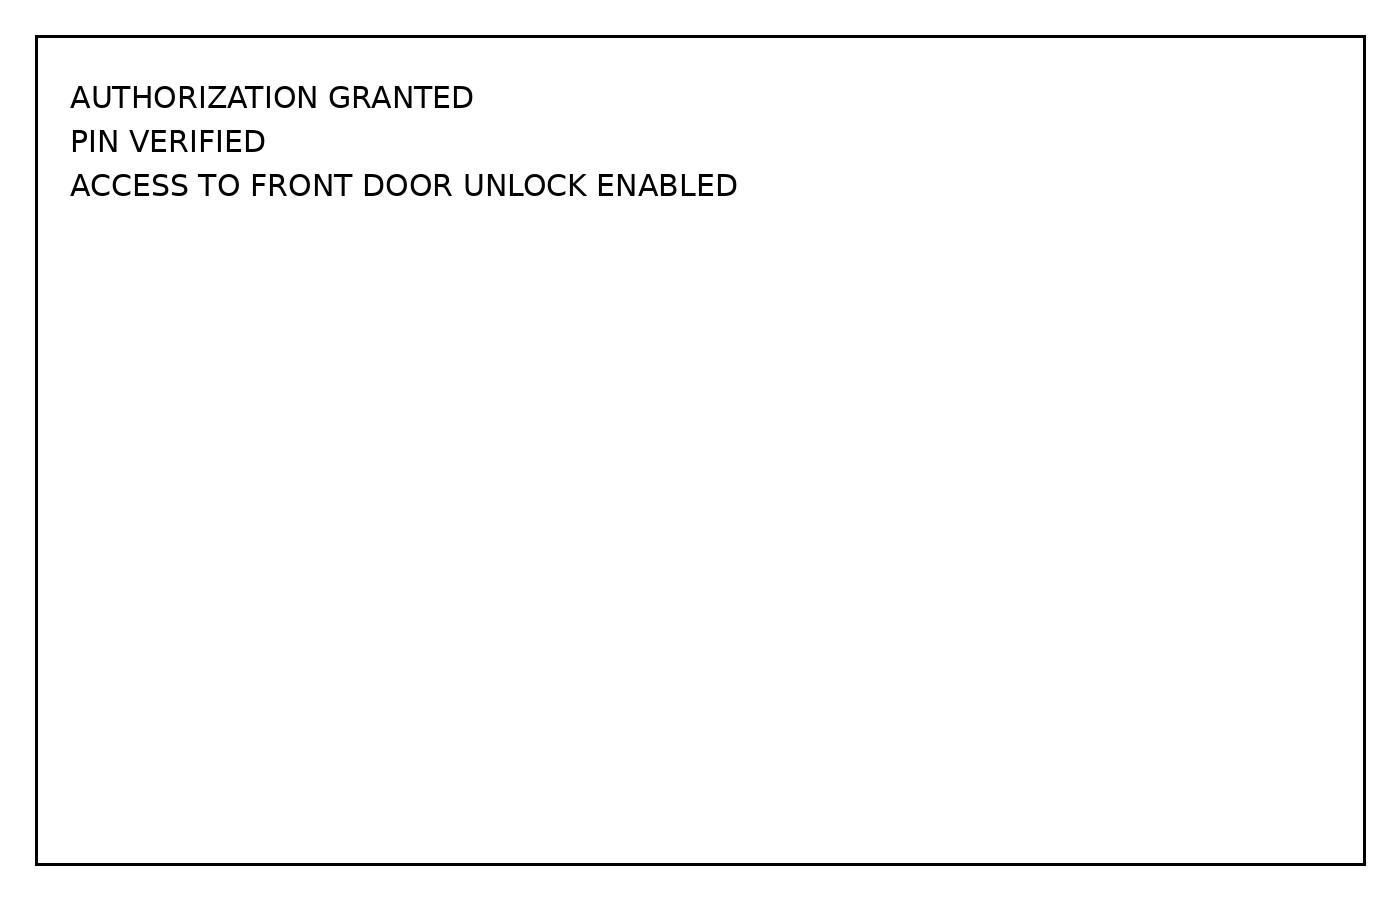 AUTHORIZATION GRANTED
PIN VERIFIED
ACCESS TO FRONT DOOR UNLOCK ENABLED